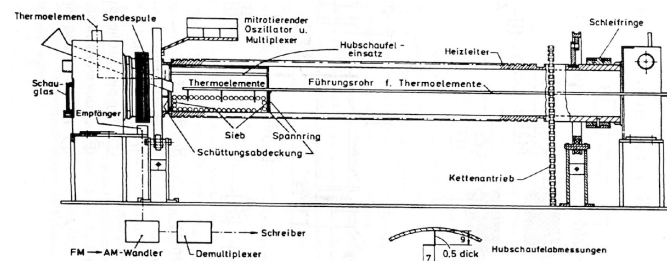 Thermoelement
Sendespule
mitrotierender
Oszillator u.
Multiplexer
Hubschaufel-
einsatz
Heizleiter
Schleifringe
Schau-
glas
Thermoelemente
Führungsrohr f. Thermoelemente
Empfänger
Sieb
Spannring
Schüttungsabdeckung
Kettenantrieb
Schreiber
FM → AM-Wandler
Demultiplexer
9
0,5 dick
7
Hubschaufelabmessungen